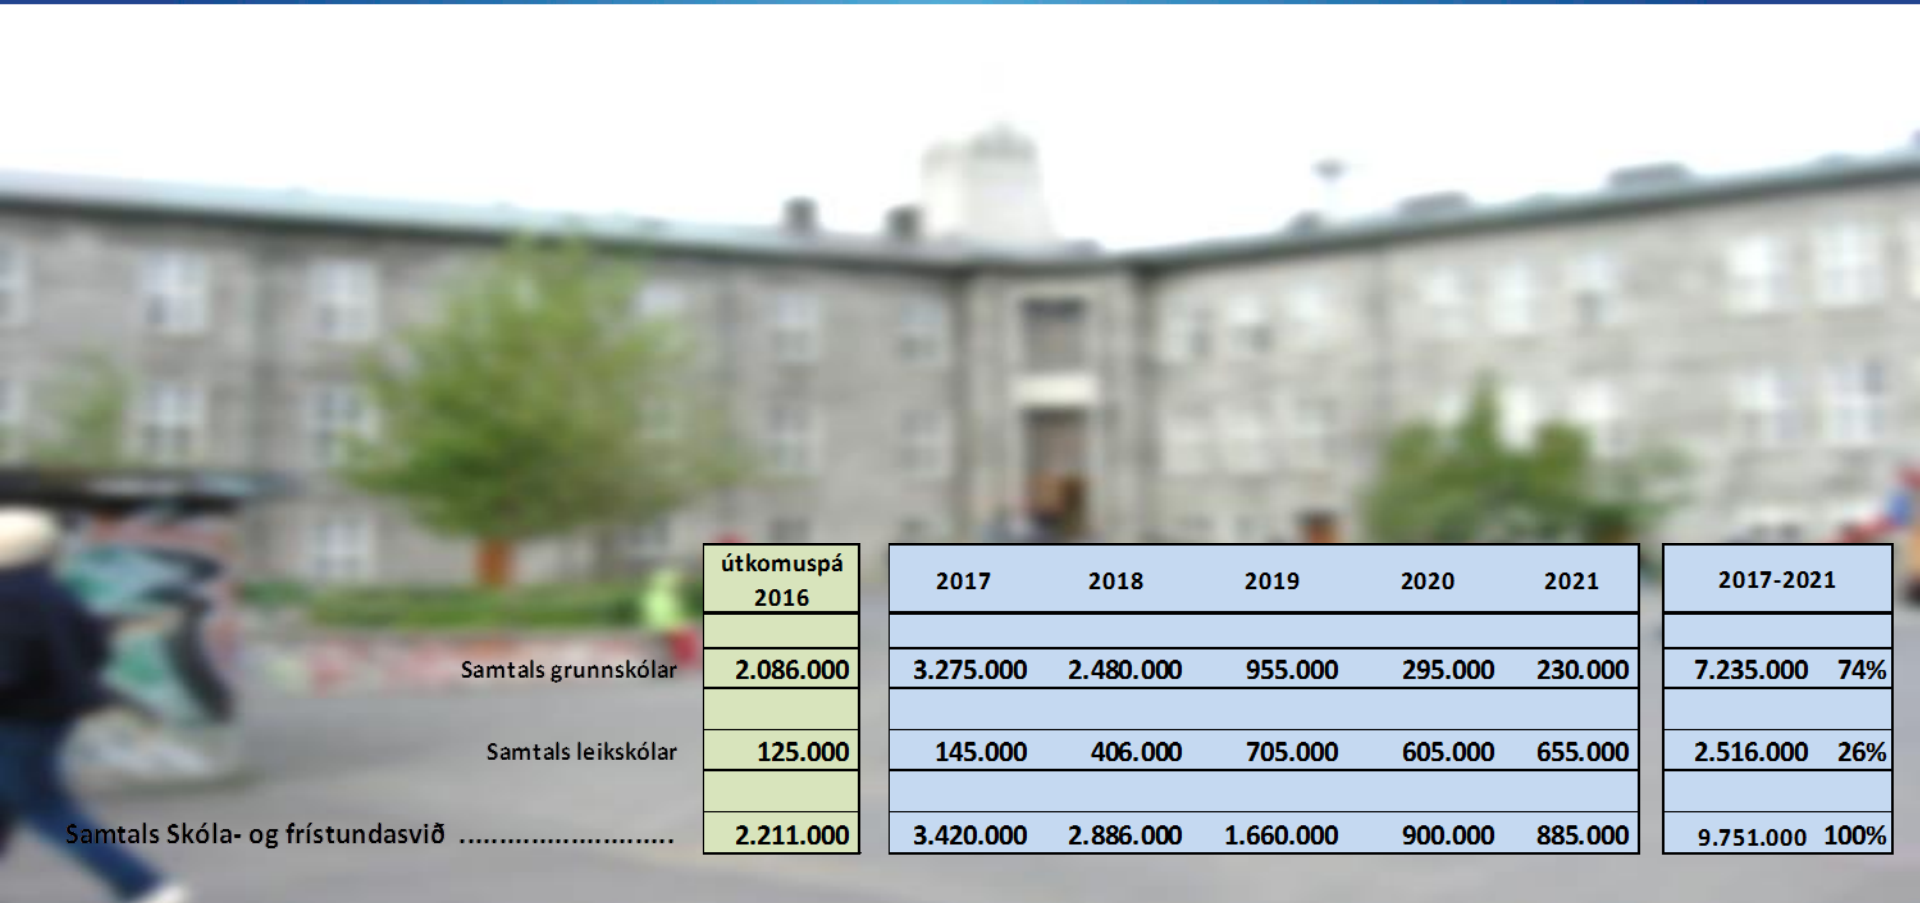 útkomuspá
2016 2017 2018 2019 2020 2021 2017-2021
Samtals grunnskólar 2.086.000 3.275.000 2.480.000 955.000 295.000 230.000 7.235.000 74%
Samtals leikskólar 125.000 145.000 406.000 705.000 605.000 655.000 2.516.000 26%
Samtals Skóla- og frístundasvið ........................... 2.211.000 3.420.000 2.886.000 1.660.000 900.000 885.000 9.751.000 100%